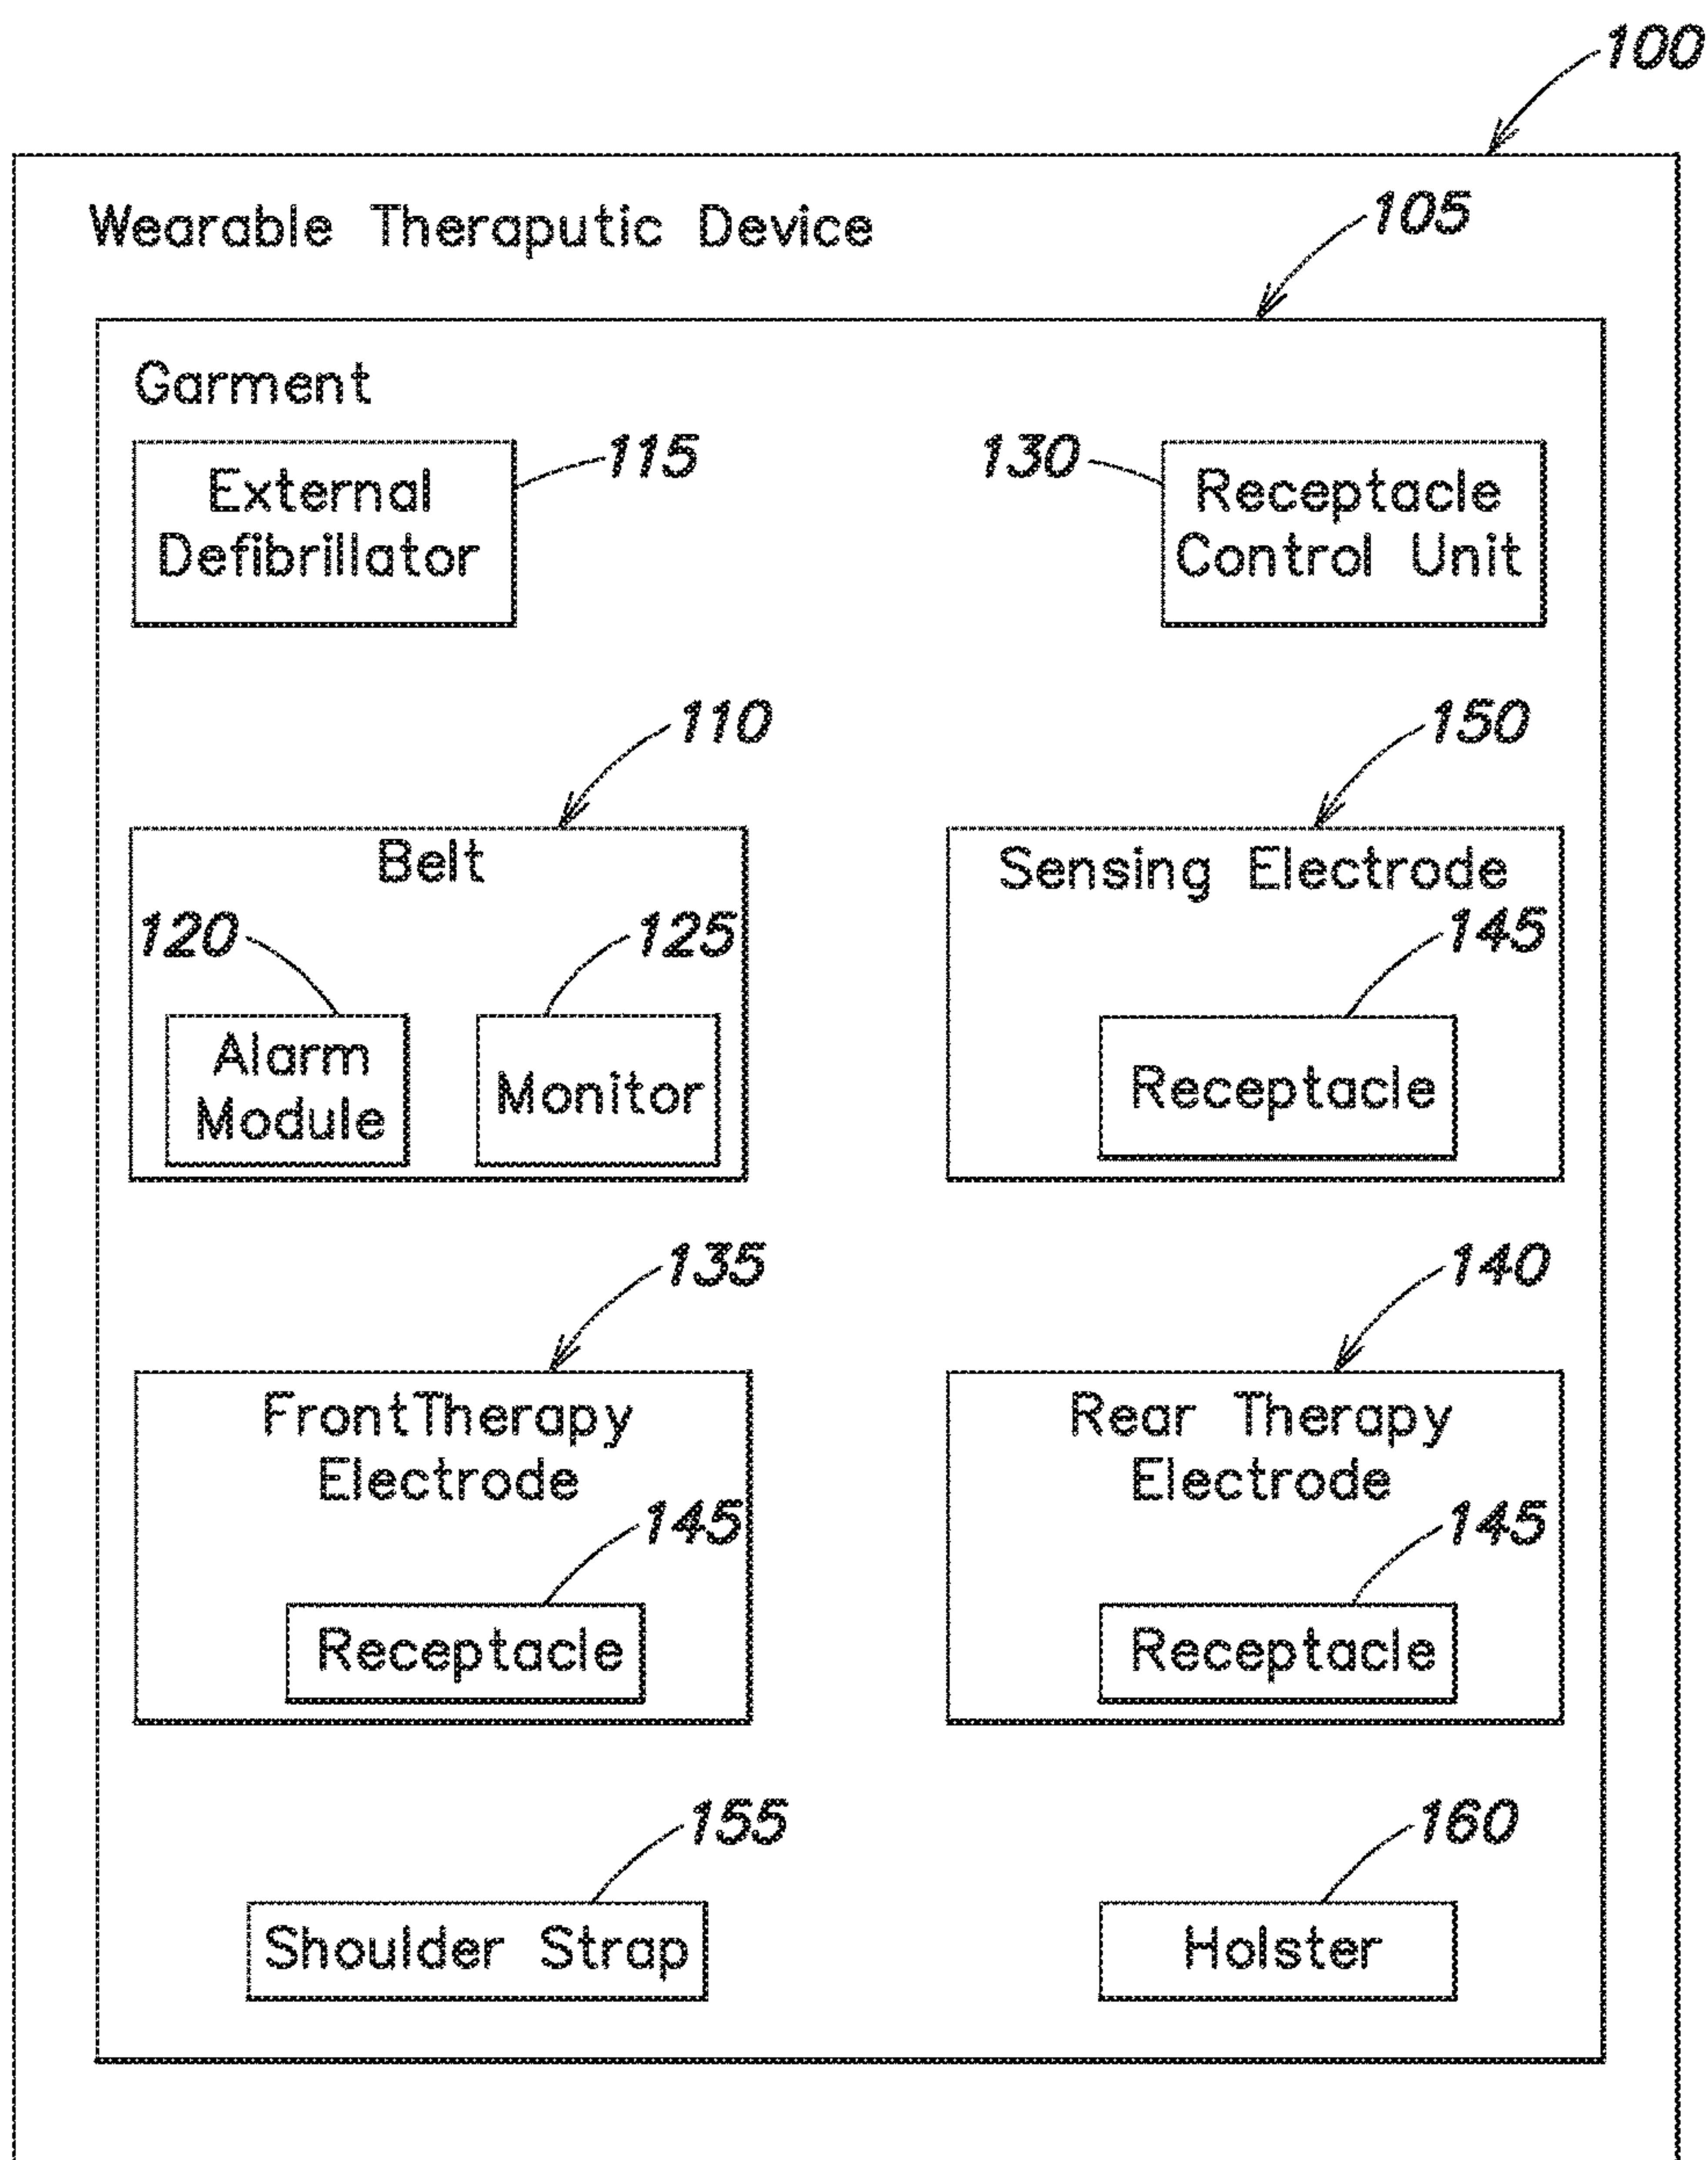 100
Wearable Theraputic Device
105
Garment
External
Defibrillator
115
130
Receptacle
Control Unit
110
Belt
120
125
Alarm
Module
Monitor
150
Sensing Electrode
145
Receptacle
135
FrontTherapy
Electrode
145
Receptacle
140
Rear Therapy
Electrode
145
Receptacle
155
Shoulder Strap
160
Holster